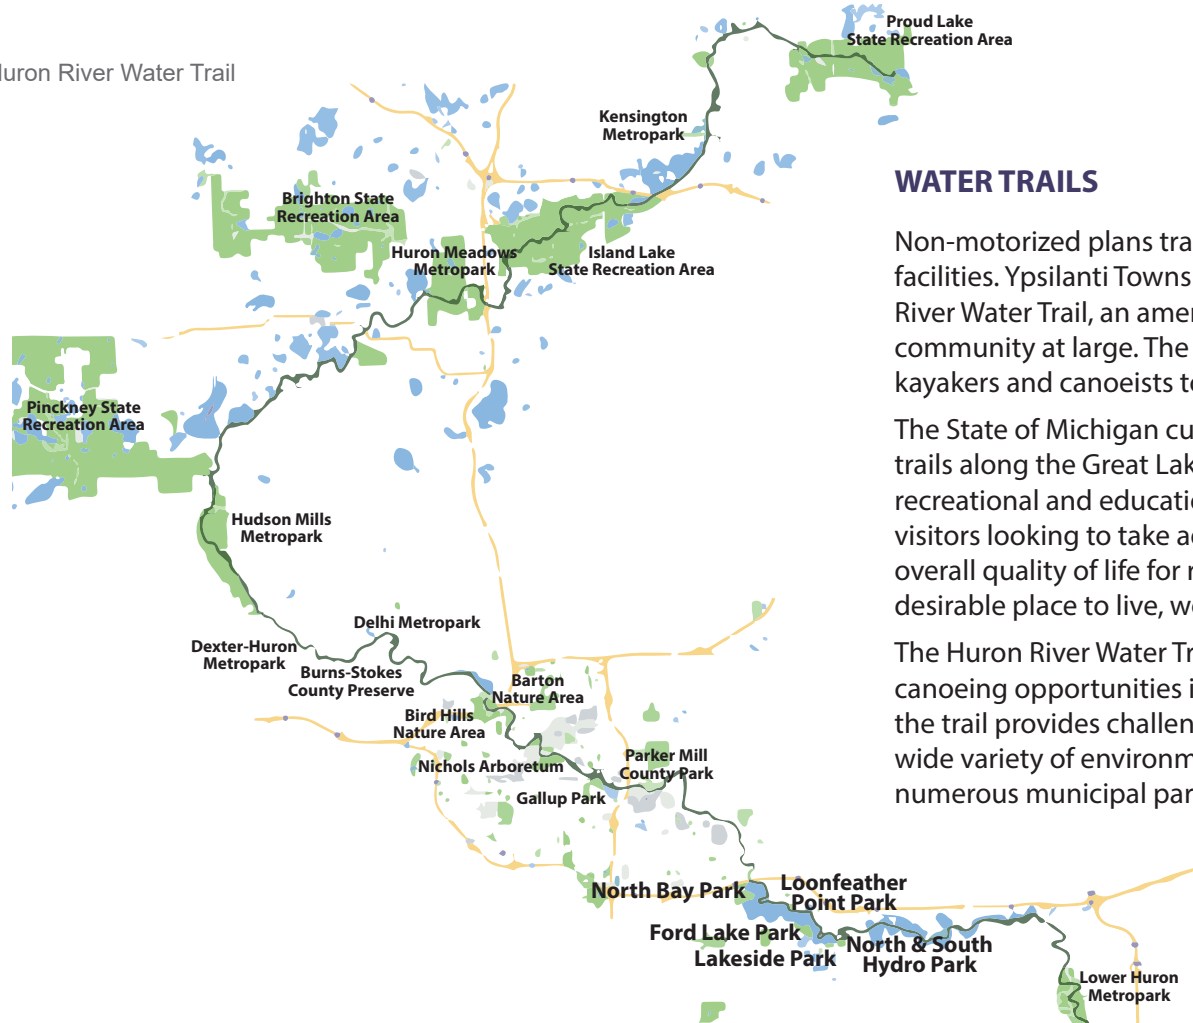 Huron River Water Trail
Proud Lake
State Recreation Area
Kensington
Metropark
Brighton State
Recreation Area
Huron Meadows
Metropark
Island Lake
State Recreation Area
Pinckney State
Recreation Area
Hudson Mills
Metropark
Delhi Metropark
Dexter-Huron
Metropark
Burns-Stokes
County Preserve
Barton
Nature Area
Bird Hills
Nature Area
Nichols Arboretum
Parker Mill
County Park
Gallup Park
North Bay Park
Loonfeather
Point Park
Ford Lake Park
Lakeside Park
North & South
Hydro Park
Lower Huron
Metropark
WATER TRAILS
Non-motorized plans tra
facilities. Ypsilanti Towns
River Water Trail, an amer
community at large. The
kayakers and canoeists to
The State of Michigan cu
trails along the Great Lak
recreational and educatio
visitors looking to take a
overall quality of life for
desirable place to live, wo
The Huron River Water Tr
canoeing opportunities i
the trail provides challen
wide variety of environm
numerous municipal par